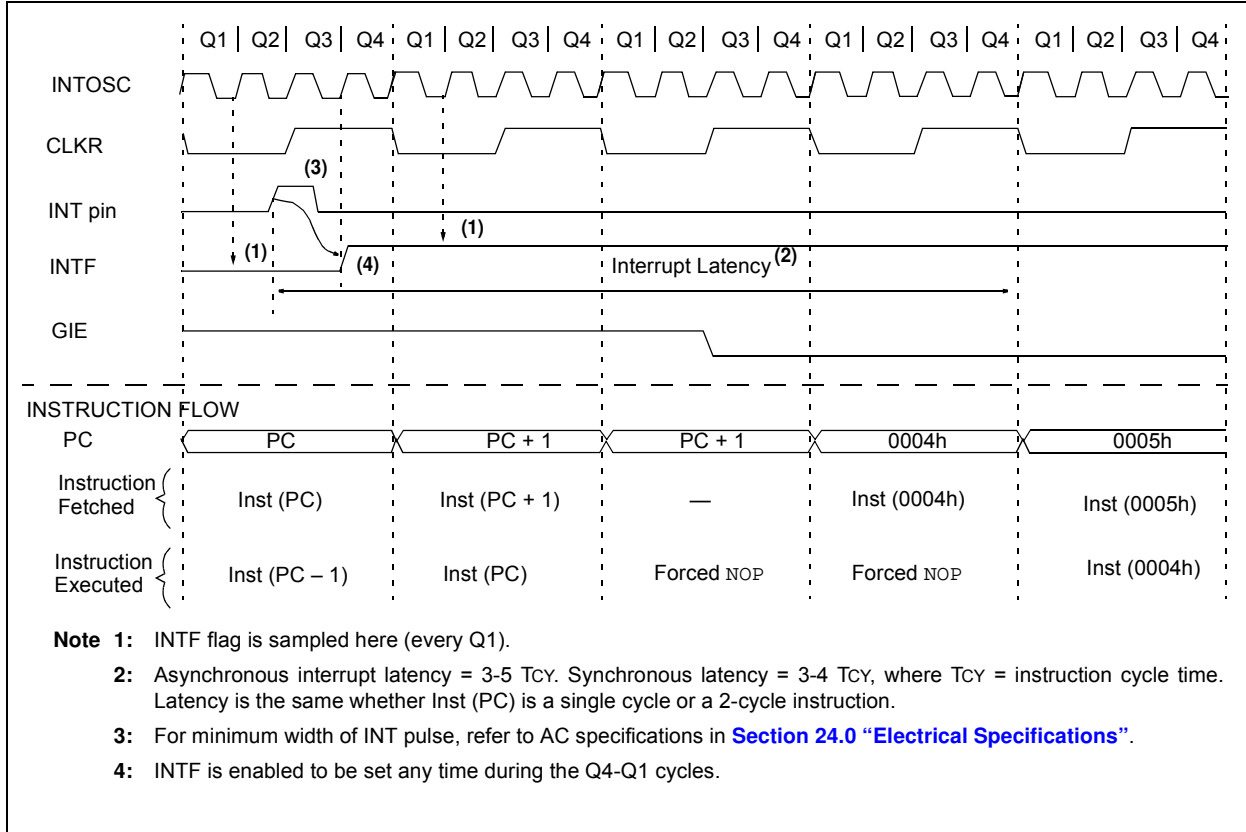 Q1 | Q2 | Q3 | Q4 Q1 | Q2 | Q3 | Q4 Q1 | Q2 | Q3 | Q4 Q1 | Q2 | Q3 | Q4 Q1 | Q2 | Q3 | Q4
INTOSC
CLKR
(3)
INT pin
(1)
(1)
INTF
(4)
Interrupt Latency(2)
GIE
INSTRUCTION FLOW
PC PC PC + 1 PC + 1 0004h 0005h
Instruction
Fetched
Inst (PC) Inst (PC + 1) — Inst (0004h) Inst (0005h)
Instruction
Executed
Inst (PC – 1) Inst (PC) Forced NOP Forced NOP Inst (0004h)
Note 1: INTF flag is sampled here (every Q1).
2: Asynchronous interrupt latency = 3-5 TCY. Synchronous latency = 3-4 TCY, where TCY = instruction cycle time.
Latency is the same whether Inst (PC) is a single cycle or a 2-cycle instruction.
3: For minimum width of INT pulse, refer to AC specifications in Section 24.0 “Electrical Specifications”.
4: INTF is enabled to be set any time during the Q4-Q1 cycles.